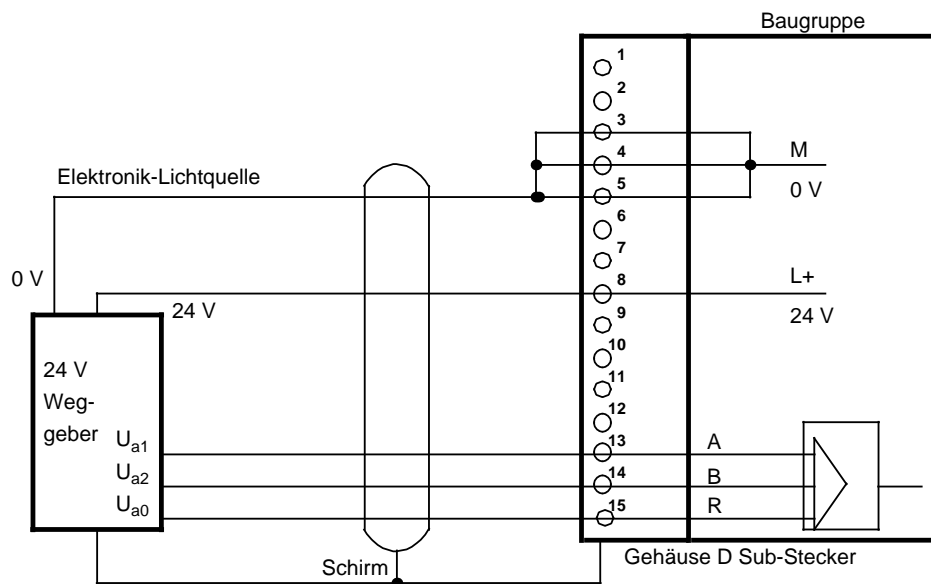 Baugruppe
1
2
3
4
5
6
7
8
9
10
11
12
13
14
15
M
0 V
Elektronik-Lichtquelle
0 V
24 V
L+
24 V
24 V
Weg-
geber
Ua1
Ua2
Ua0
A
B
R
Schirm
Gehäuse D Sub-Stecker